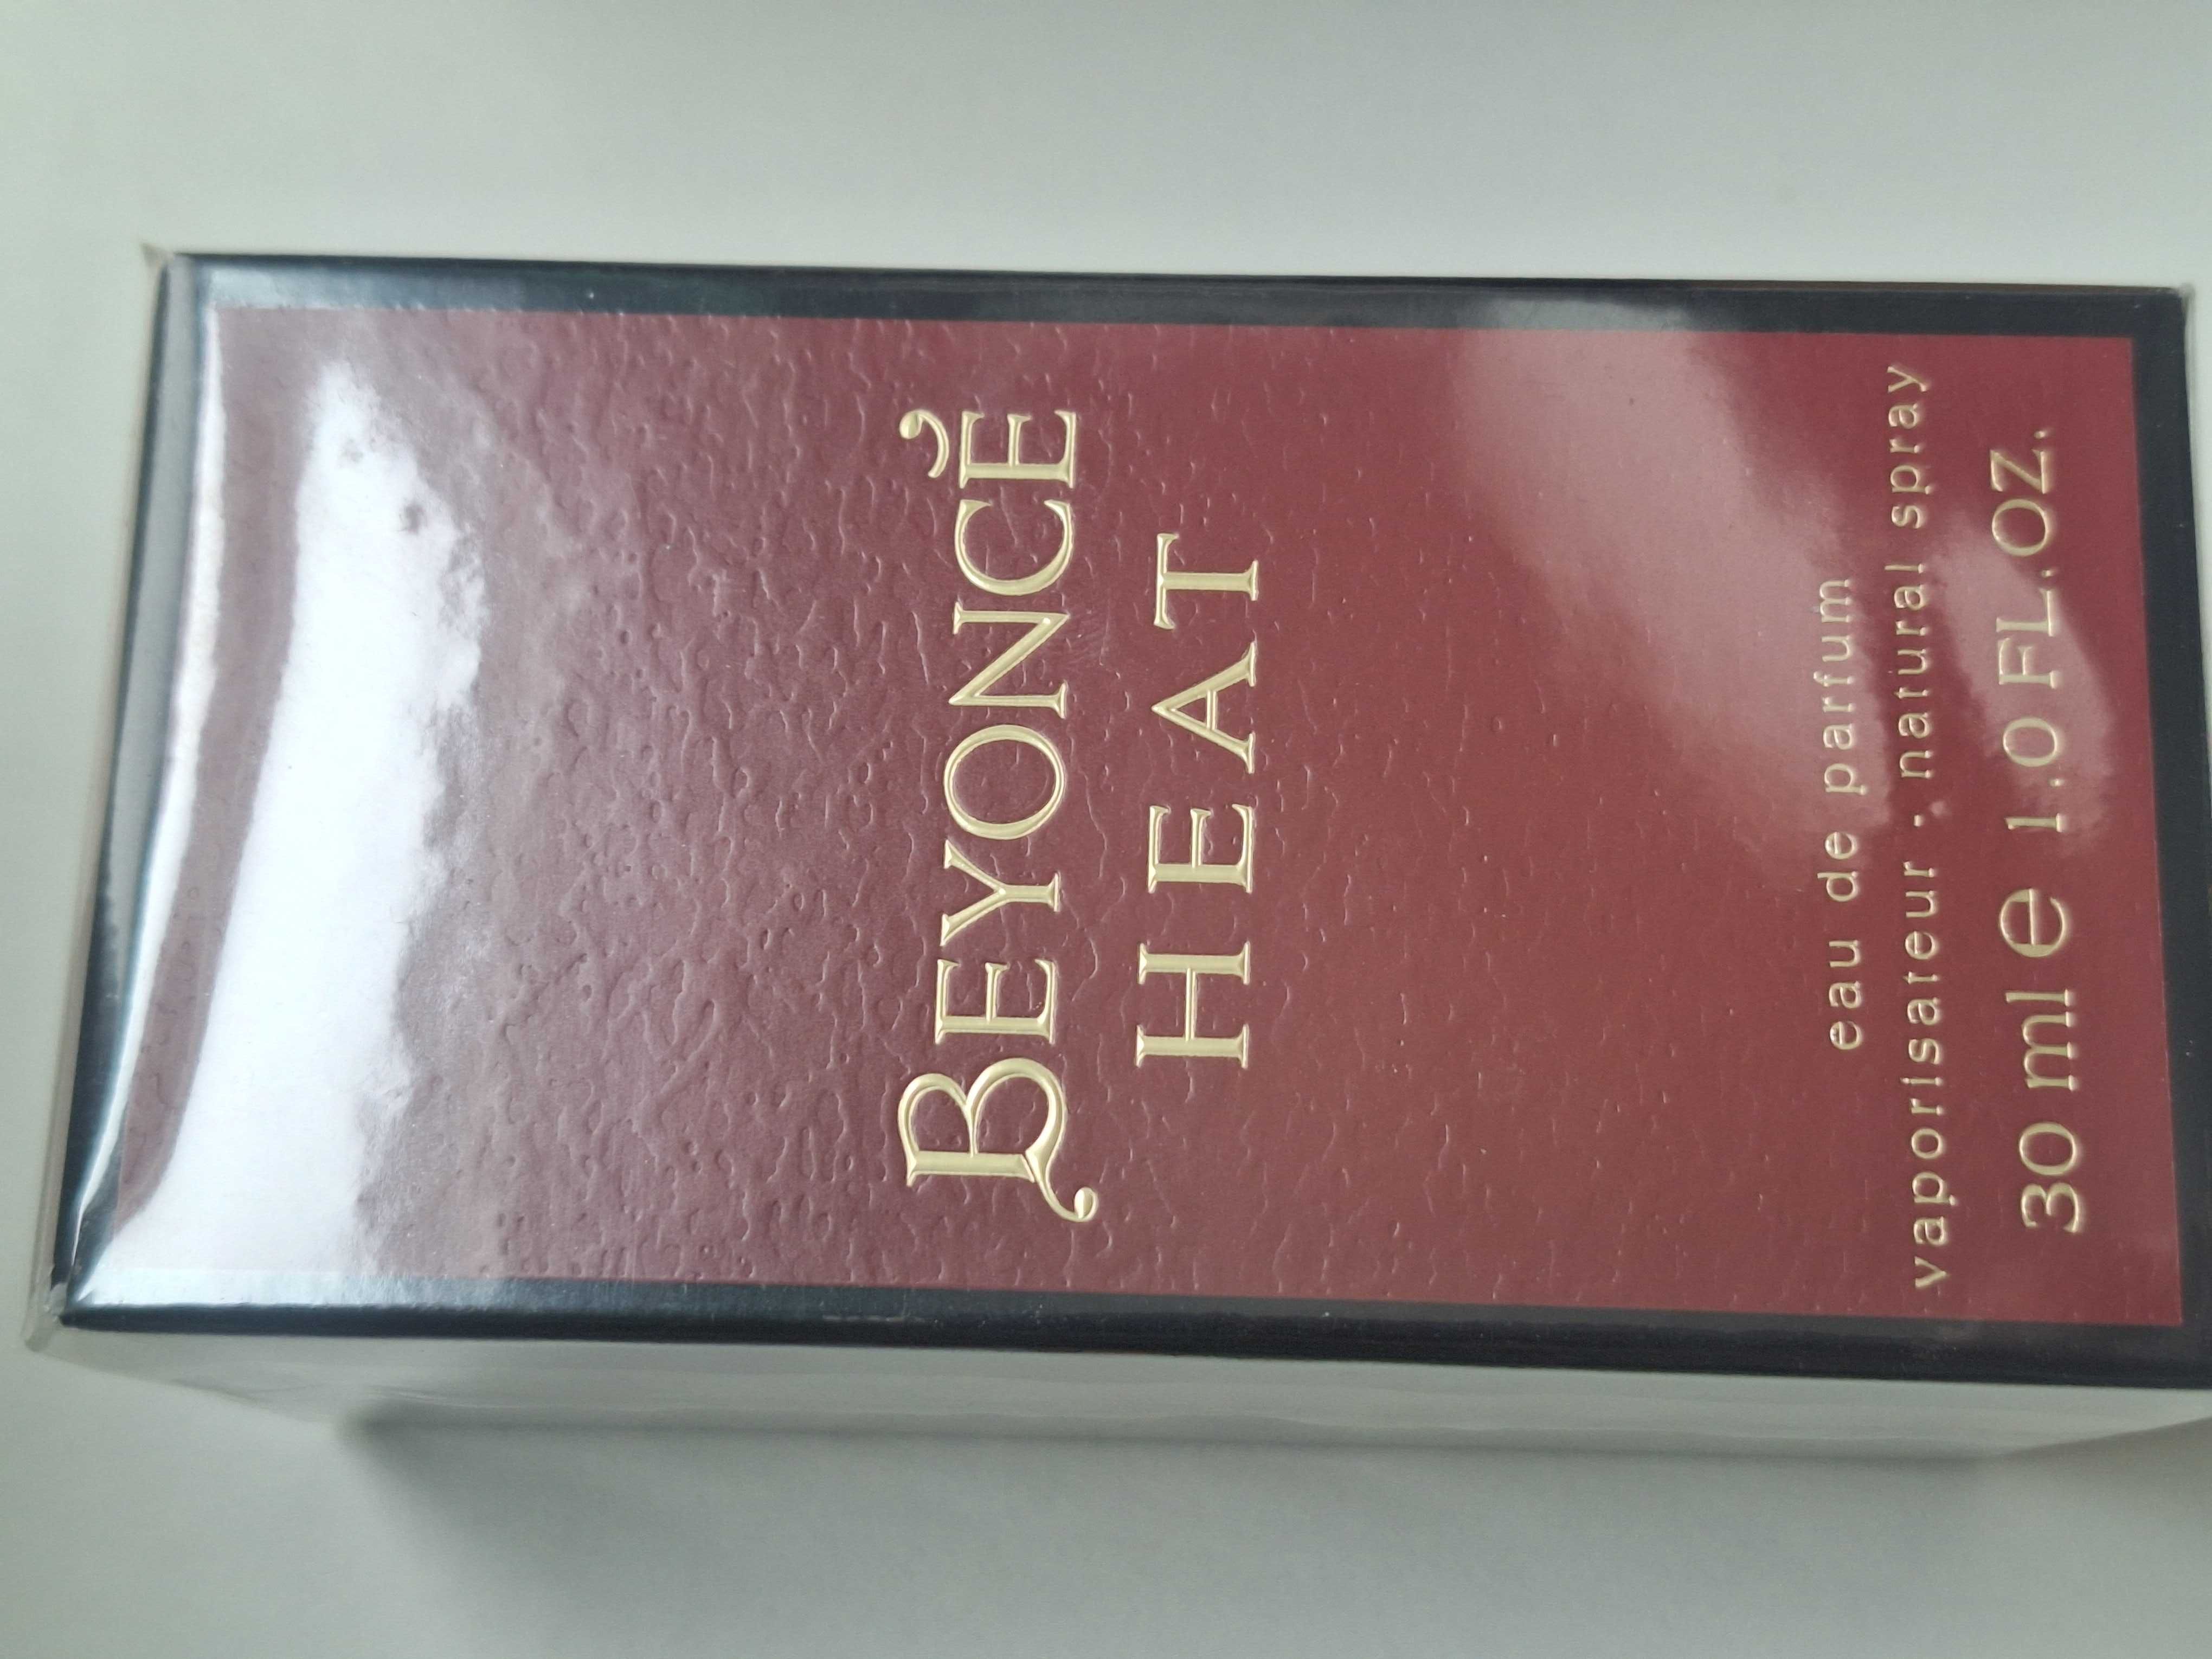 BEYONCÉ
HEAT
eau de parfum
vaporisateur · natural spray
30 ml ℮ 1.0 FL.OZ.